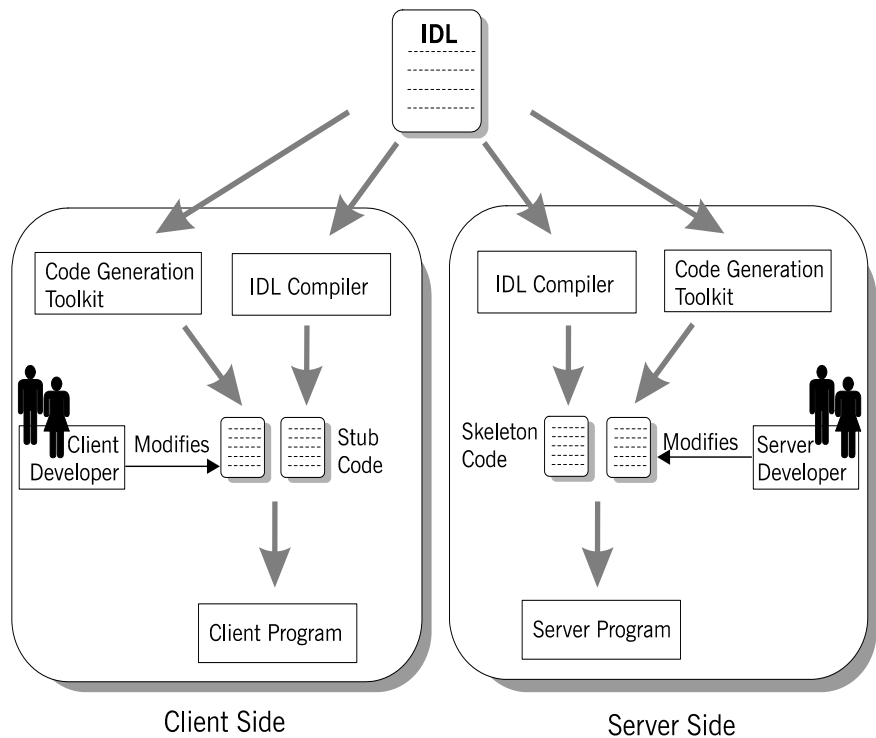 IDL
Code Generation
Toolkit
IDL Compiler
IDL Compiler
Code Generation
Toolkit
Client
Developer
Modifies
Stub
Code
Skeleton
Code
Modifies
Server
Developer
Client Program
Server Program
Client Side
Server Side